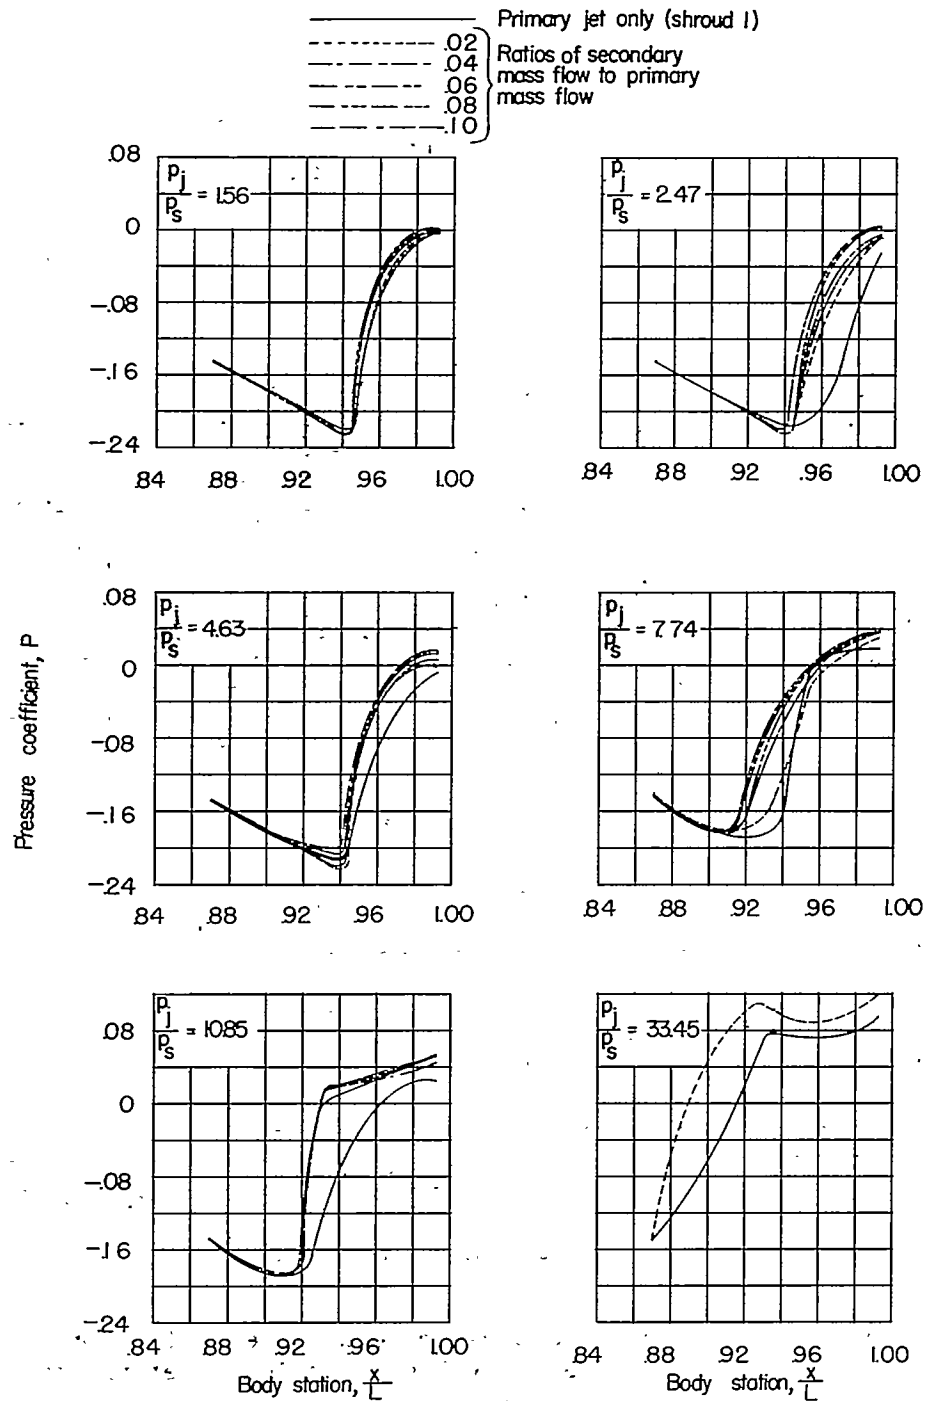 Primary jet only (shroud 1)
.02
.04
.06
.08
.10
Ratios of secondary
mass flow to primary
mass flow
Pj/Ps = 1.56
Pj/Ps = 2.47
.08
0
-.08
-.16
-.24
.84 .88 .92 .96 1.00
.84 .88 .92 .96 1.00
Pj/Ps = 4.63
Pj/Ps = 7.74
.08
0
-.08
-.16
-.24
.84 .88 .92 .96 1.00
.84 .88 .92 .96 1.00
Pressure coefficient, P
Pj/Ps = 10.85
Pj/Ps = 33.45
.08
0
-.08
-.16
-.24
.84 .88 .92 .96 1.00
.84 .88 .92 .96 1.00
Body station, x/L
Body station, x/L